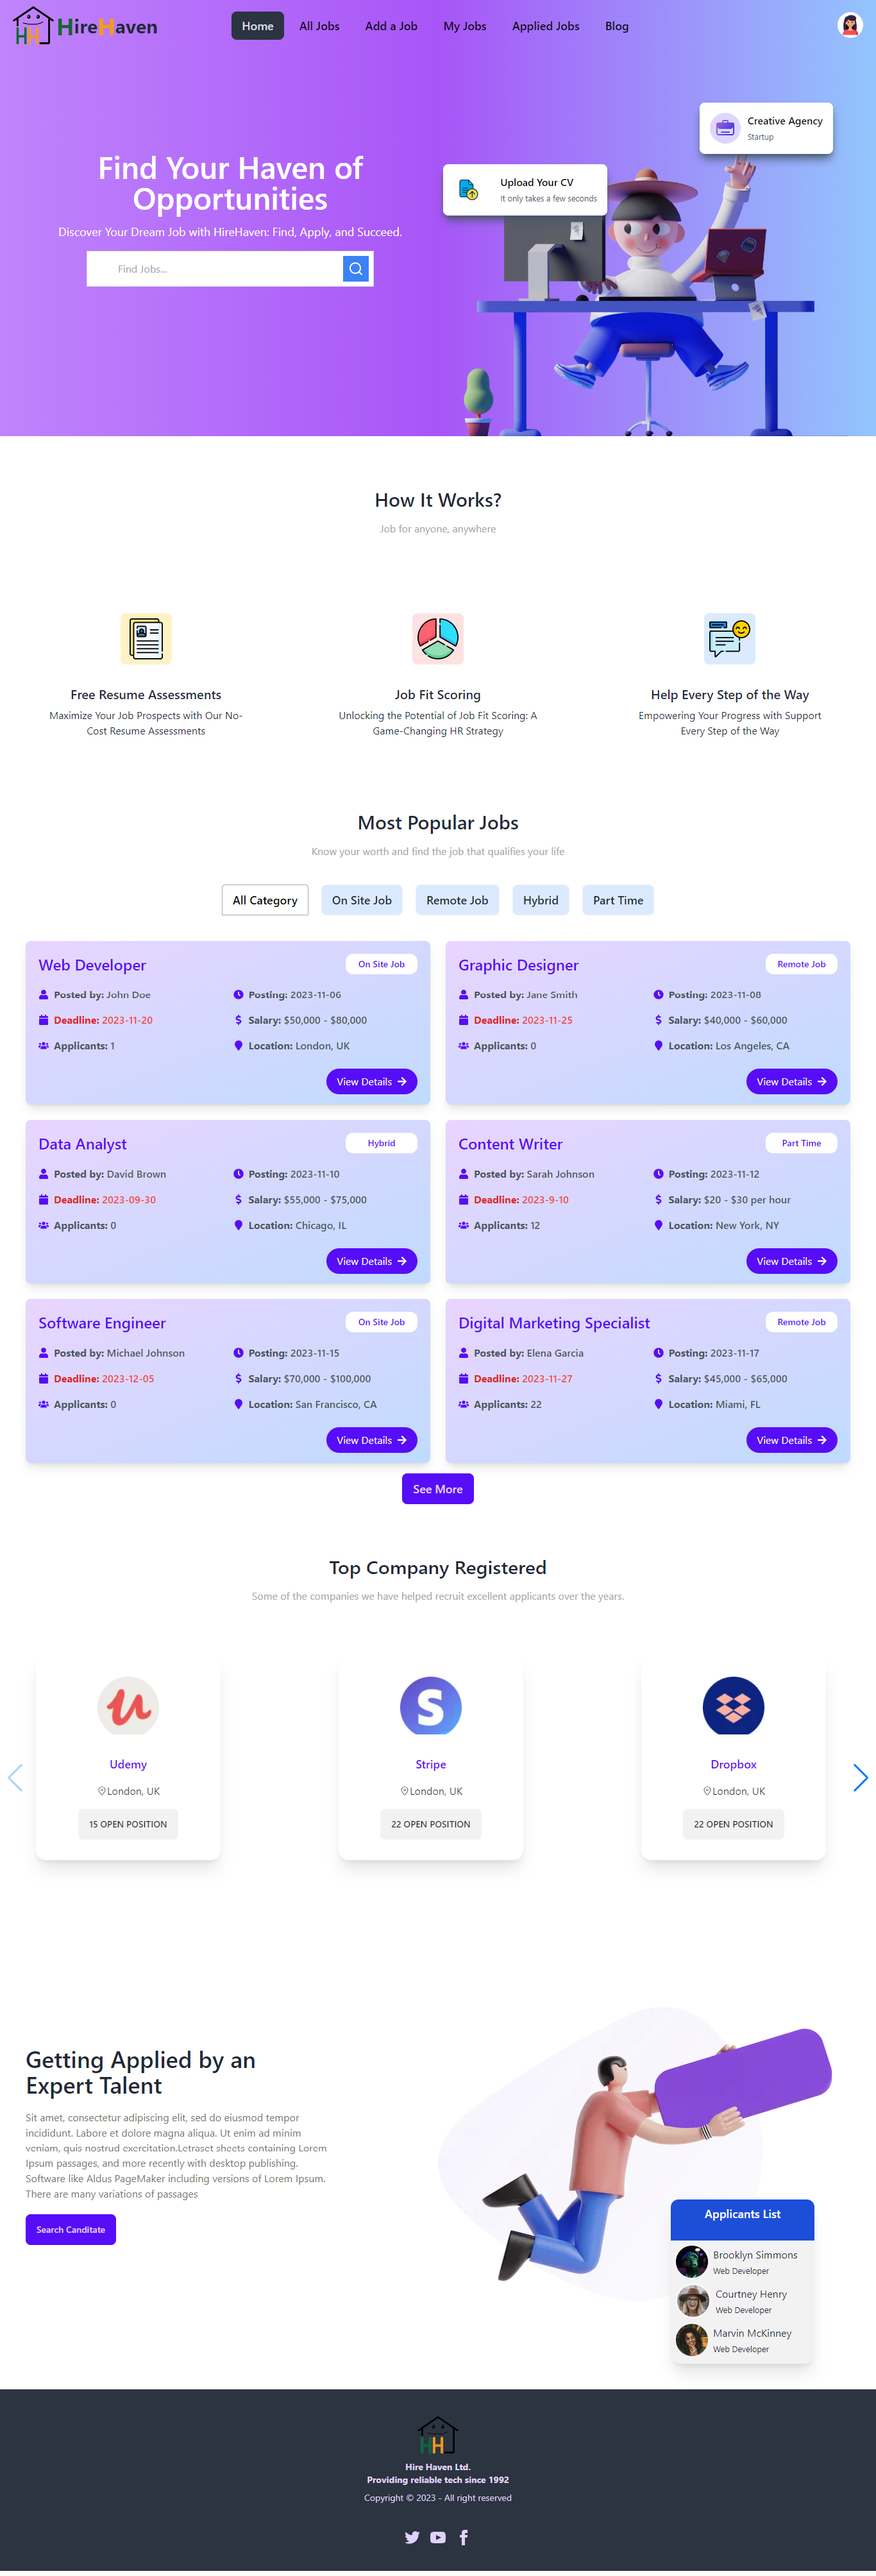 HireHaven
Home
All Jobs
Add a Job
My Jobs
Applied Jobs
Blog
Creative Agency
Startup
Upload Your CV
It only takes a few seconds
Find Your Haven of
Opportunities
Discover Your Dream Job with HireHaven: Find, Apply, and Succeed.
Find Jobs...
How It Works?
Job for anyone, anywhere
Free Resume Assessments
Maximize Your Job Prospects with Our No-
Cost Resume Assessments
Job Fit Scoring
Unlocking the Potential of Job Fit Scoring: A
Game-Changing HR Strategy
Help Every Step of the Way
Empowering Your Progress with Support
Every Step of the Way
Most Popular Jobs
Know your worth and find the job that qualifies your life
All Category
On Site Job
Remote Job
Hybrid
Part Time
Web Developer
On Site Job
Posted by: John Doe
Posting: 2023-11-06
Deadline: 2023-11-20
Salary: $50,000 - $80,000
Applicants: 1
Location: London, UK
View Details
Graphic Designer
Remote Job
Posted by: Jane Smith
Posting: 2023-11-08
Deadline: 2023-11-25
Salary: $40,000 - $60,000
Applicants: 0
Location: Los Angeles, CA
View Details
Data Analyst
Hybrid
Posted by: David Brown
Posting: 2023-11-10
Deadline: 2023-09-30
Salary: $55,000 - $75,000
Applicants: 0
Location: Chicago, IL
View Details
Content Writer
Part Time
Posted by: Sarah Johnson
Posting: 2023-11-12
Deadline: 2023-9-10
Salary: $20 - $30 per hour
Applicants: 12
Location: New York, NY
View Details
Software Engineer
On Site Job
Posted by: Michael Johnson
Posting: 2023-11-15
Deadline: 2023-12-05
Salary: $70,000 - $100,000
Applicants: 0
Location: San Francisco, CA
View Details
Digital Marketing Specialist
Remote Job
Posted by: Elena Garcia
Posting: 2023-11-17
Deadline: 2023-11-27
Salary: $45,000 - $65,000
Applicants: 22
Location: Miami, FL
View Details
See More
Top Company Registered
Some of the companies we have helped recruit excellent applicants over the years.
Udemy
London, UK
15 OPEN POSITION
Stripe
London, UK
22 OPEN POSITION
Dropbox
London, UK
22 OPEN POSITION
Getting Applied by an
Expert Talent
Sit amet, consectetur adipiscing elit, sed do eiusmod tempor
incididunt. Labore et dolore magna aliqua. Ut enim ad minim
veniam, quis nostrud exercitation.Letraset sheets containing Lorem
Ipsum passages, and more recently with desktop publishing.
Software like Aldus PageMaker including versions of Lorem Ipsum.
There are many variations of passages
Search Canditate
Applicants List
Brooklyn Simmons
Web Developer
Courtney Henry
Web Developer
Marvin McKinney
Web Developer
HH
Hire Haven Ltd.
Providing reliable tech since 1992
Copyright © 2023 - All right reserved